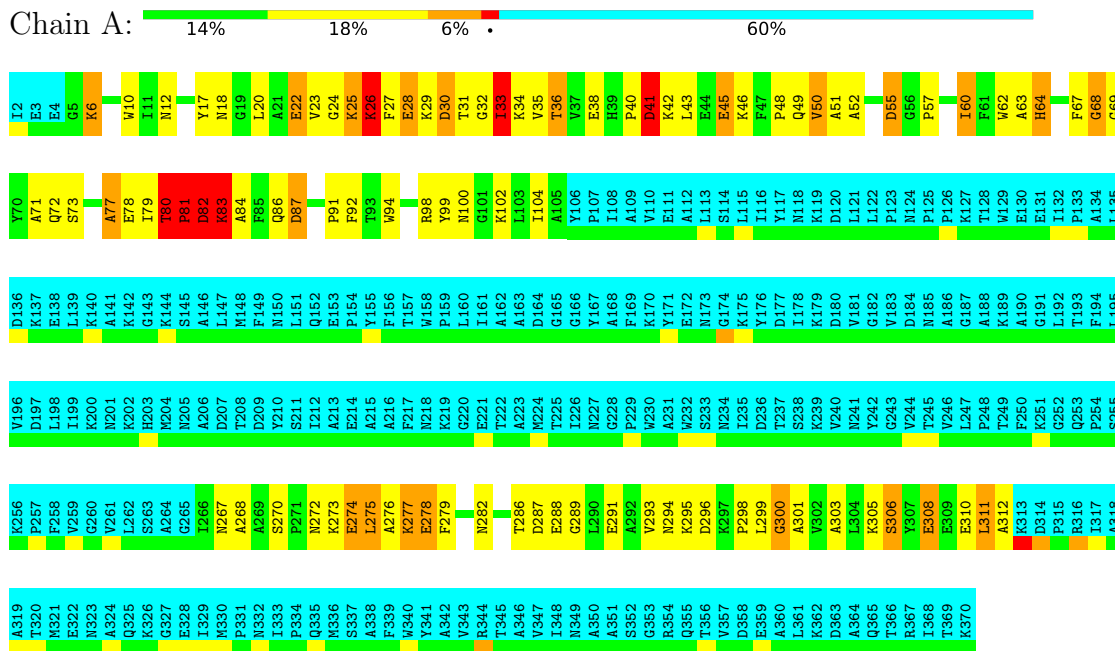 Chain A:
14% 18% 6% . 60%
I2 E3 E4 G5 K6 W10 I11 N12 Y17 N18 G19 L20 A21 E22 V23 G24 K25 K26 F27 E28 K29 D30 T31 G32 I33 K34 V35 T36 V37 E38 H39 P40 D41 K42 L43 E44 E45 K46 F47 P48 Q49 V50 A51 A52 D55 G56 P57 I60 F61 W62 A63 H64 F67 G68 G69
Y70 A71 Q72 S73 A77 E78 I79 T80 P81 D82 K83 A84 F85 Q86 D87 P91 F92 T93 W94 R98 Y99 N100 G101 K102 L103 I104 A105 Y106 P107 I108 A109 V110 E111 A112 L113 S114 L115 I116 Y117 N118 K119 D120 L121 L122 P123 N124 P125 P126 K127 T128 W129 E130 E131 I132 P133 A134 L135
D136 K137 E138 L139 K140 A141 K142 G143 K144 S145 A146 L147 M148 F149 N150 L151 Q152 E153 P154 Y155 F156 T157 W158 P159 L160 I161 A162 A163 D164 G165 G166 Y167 A168 F169 K170 Y171 E172 N173 G174 K175 Y176 D177 I178 K179 D180 V181 G182 V183 D184 N185 A186 G187 A188 K189 A190 G191 L192 T193 F194 L195
V196 D197 L198 I199 K200 N201 K202 H203 M204 N205 A206 D207 T208 D209 Y210 S211 I212 A213 E214 A215 A216 F217 N218 K219 G220 E221 T222 A223 M224 T225 I226 N227 G228 P229 W230 A231 W232 S233 N234 I235 D236 T237 S238 K239 V240 N241 Y242 G243 V244 T245 V246 L247 P248 T249 F250 K251 G252 Q253 P254 S255
K256 P257 F258 V259 G260 V261 L262 S263 A264 G265 I266 N267 A268 A269 S270 P271 N272 K273 E274 L275 A276 K277 E278 F279 N282 T286 D287 E288 G289 L290 E291 A292 V293 N294 K295 D296 K297 P298 L299 G300 A301 V302 A303 L304 K305 S306 Y307 E308 E309 E310 L311 A312 K313 D314 P315 R316 I317 A318
A319 T320 M321 E322 N323 A324 Q325 K326 G327 E328 I329 M330 P331 N332 I333 P334 Q335 M336 S337 A338 F339 W340 Y341 A342 V343 R344 T345 A346 V347 I348 N349 A350 A351 S352 G353 R354 Q355 T356 V357 D358 E359 A360 L361 K362 D363 A364 Q365 T366 R367 I368 T369 K370